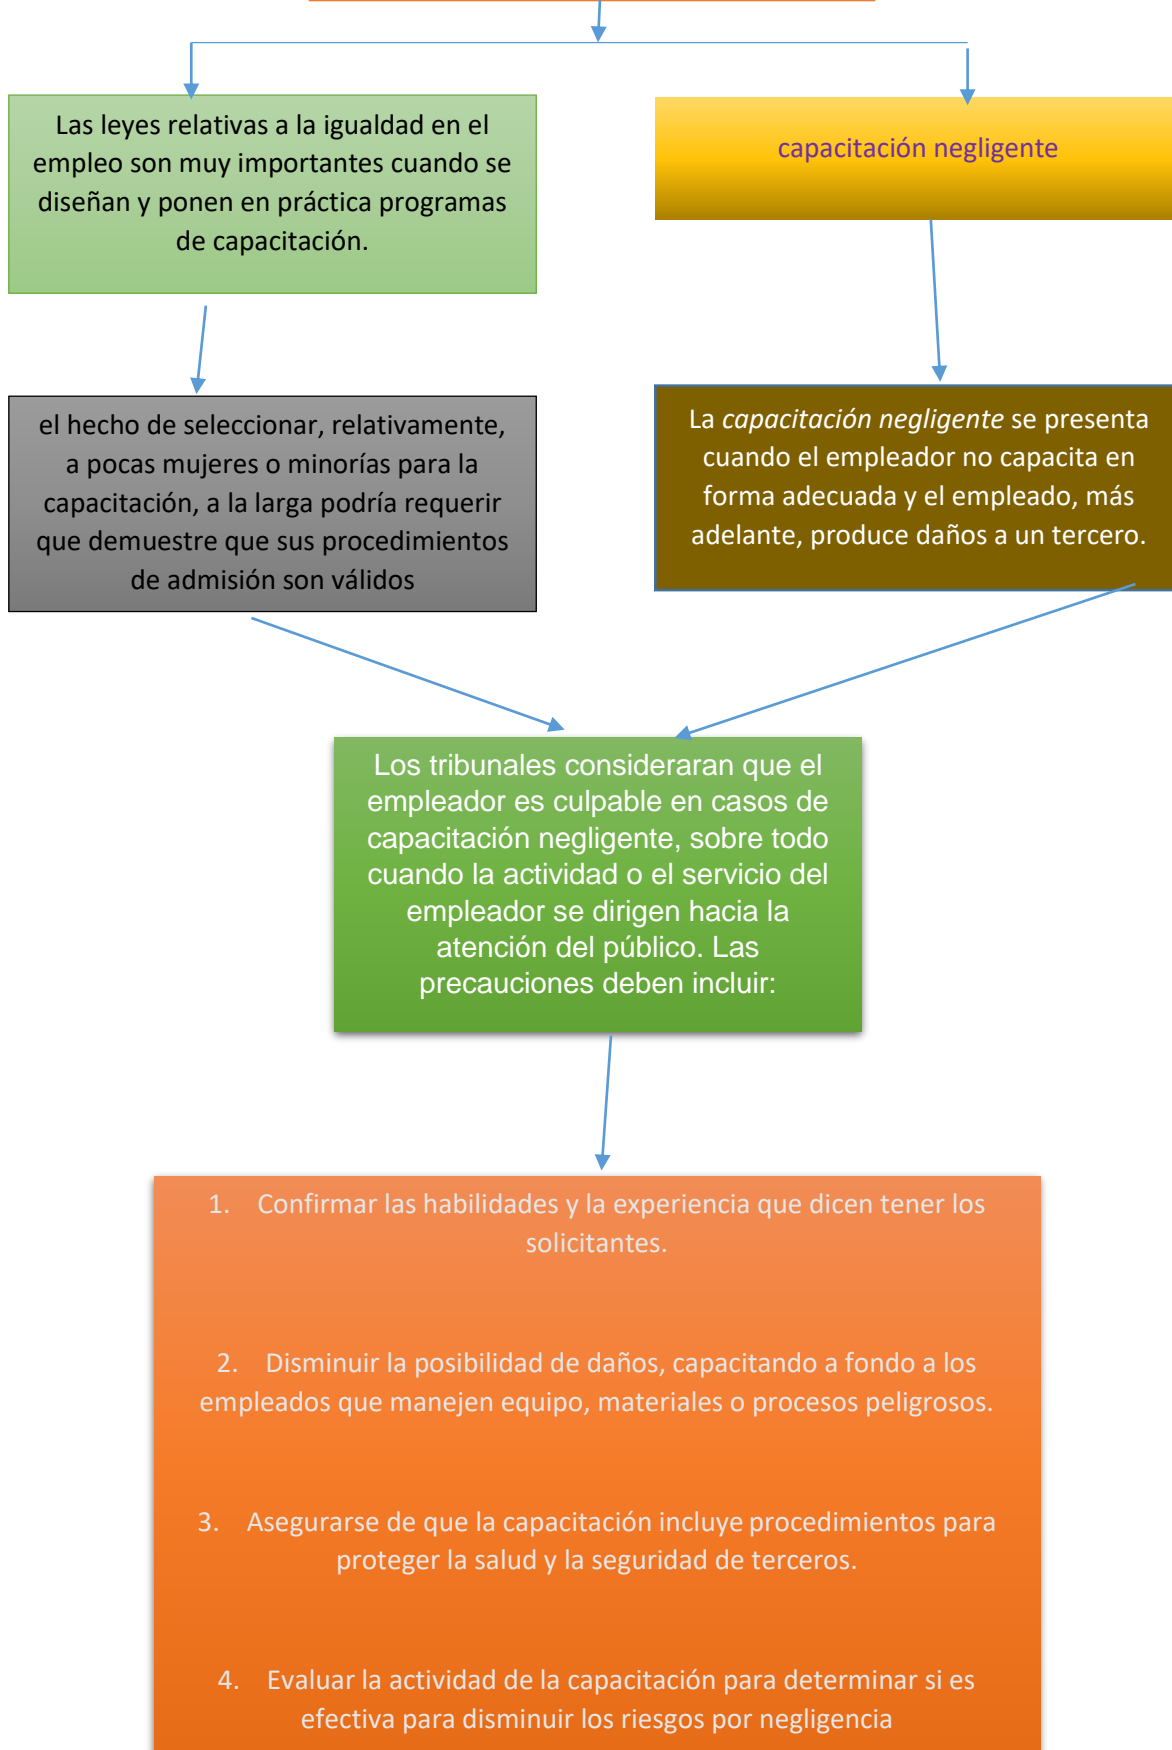 Las leyes relativas a la igualdad en el
empleo son muy importantes cuando se
diseñan y ponen en práctica programas
de capacitación.
capacitación negligente
el hecho de seleccionar, relativamente,
a pocas mujeres o minorías para la
capacitación, a la larga podría requerir
que demuestre que sus procedimientos
de admisión son válidos
La capacitación negligente se presenta
cuando el empleador no capacita en
forma adecuada y el empleado, más
adelante, produce daños a un tercero.
Los tribunales consideraran que el
empleador es culpable en casos de
capacitación negligente, sobre todo
cuando la actividad o el servicio del
empleador se dirigen hacia la
atención del público. Las
precauciones deben incluir:
1. Confirmar las habilidades y la experiencia que dicen tener los
solicitantes.
2. Disminuir la posibilidad de daños, capacitando a fondo a los
empleados que manejen equipo, materiales o procesos peligrosos.
3. Asegurarse de que la capacitación incluye procedimientos para
proteger la salud y la seguridad de terceros.
4. Evaluar la actividad de la capacitación para determinar si es
efectiva para disminuir los riesgos por negligencia